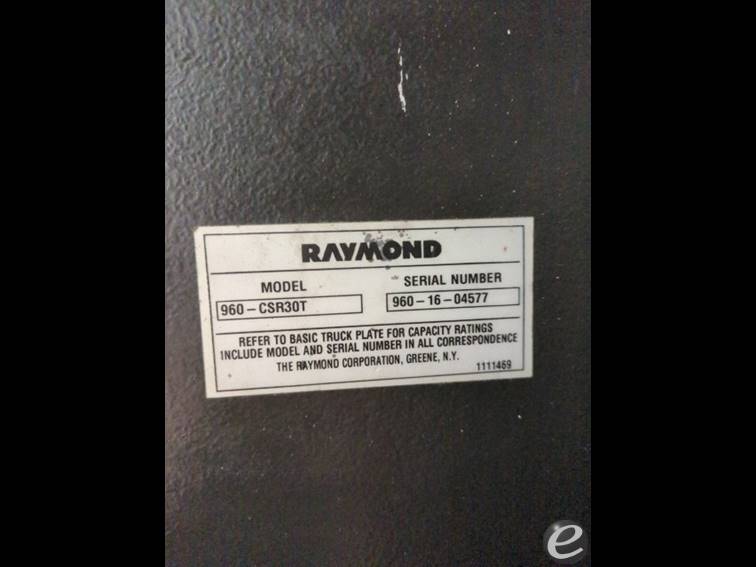 RAYMOND
MODEL
SERIAL NUMBER
960-CSR30T
960-16-04577
REFER TO BASIC TRUCK PLATE FOR CAPACITY RATINGS
INCLUDE MODEL AND SERIAL NUMBER IN ALL CORRESPONDENCE
THE RAYMOND CORPORATION, GREENE, N.Y.
1111469
e